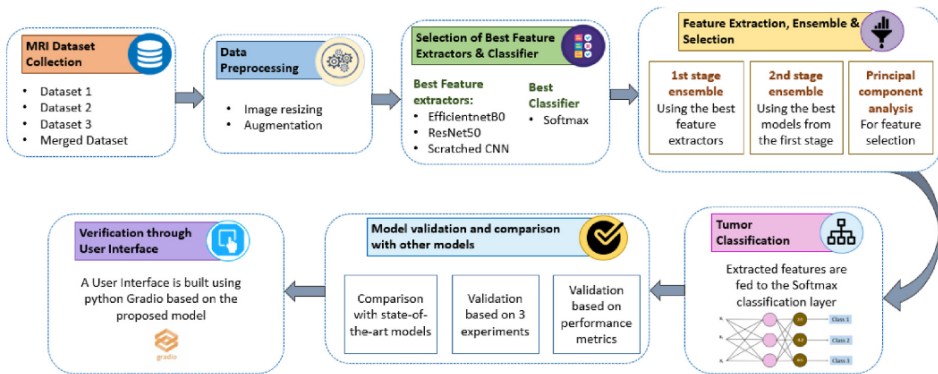 MRI Dataset
Collection
• Dataset 1
• Dataset 2
• Dataset 3
• Merged Dataset
Data
Preprocessing
• Image resizing
• Augmentation
Selection of Best Feature
Extractors & Classifier
Best Feature
extractors:
• EfficientnetB0
• ResNet50
• Scratched CNN
Best
Classifier
• Softmax
Feature Extraction, Ensemble &
Selection
1st stage
ensemble
Using the best
feature
extractors
2nd stage
ensemble
Using the best
models from
the first stage
Principal
component
analysis
For feature
selection
Tumor
Classification
Extracted features are
fed to the Softmax
classification layer
Class 1
Class 2
Class 3
Model validation and comparison
with other models
Comparison
with state-of-
the-art models
Validation
based on 3
experiments
Validation
based on
performance
metrics
Verification through
User Interface
A User Interface is built using
python Gradio based on the
proposed model
gradio